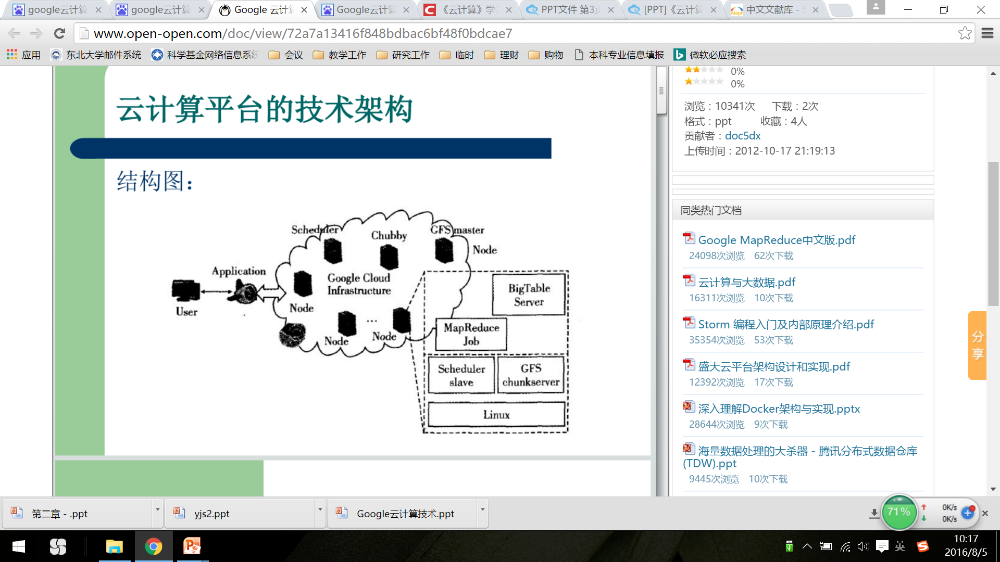 google云计算
google云计算
Google 云计算
Google云计算
《云计算》学
PPT文件 第3
[PPT]《云计算
中文文献库 -
www.open-open.com/doc/view/72a7a13416f848bdbac6bf48f0bdcae7
应用
东北大学邮件系统
科学基金网络信息系统
会议
教学工作
研究工作
临时
理财
购物
本科专业信息填报
微软必应搜索
云计算平台的技术架构
结构图：
Scheduler
Chubby
GFS master
Node
Application
Google Cloud
Infrastructure
User
Node
...
Node
Node
BigTable
Server
MapReduce
Job
Scheduler
slave
GFS
chunkserver
Linux
0%
0%
浏览：10341次 下载：2次
格式：ppt 收藏：4人
贡献者：doc5dx
上传时间：2012-10-17 21:19:13
同类热门文档
Google MapReduce中文版.pdf
24098次浏览 62次下载
云计算与大数据.pdf
16311次浏览 10次下载
Storm 编程入门及内部原理介绍.pdf
35354次浏览 53次下载
盛大云平台架构设计和实现.pdf
12392次浏览 17次下载
深入理解Docker架构与实现.pptx
28644次浏览 9次下载
海量数据处理的大杀器 - 腾讯分布式数据仓库
(TDW).ppt
9445次浏览 10次下载
分
享
第二章 - .ppt
yjs2.ppt
Google云计算技术.ppt
71%
0K/s
0K/s
英
10:17
2016/8/5